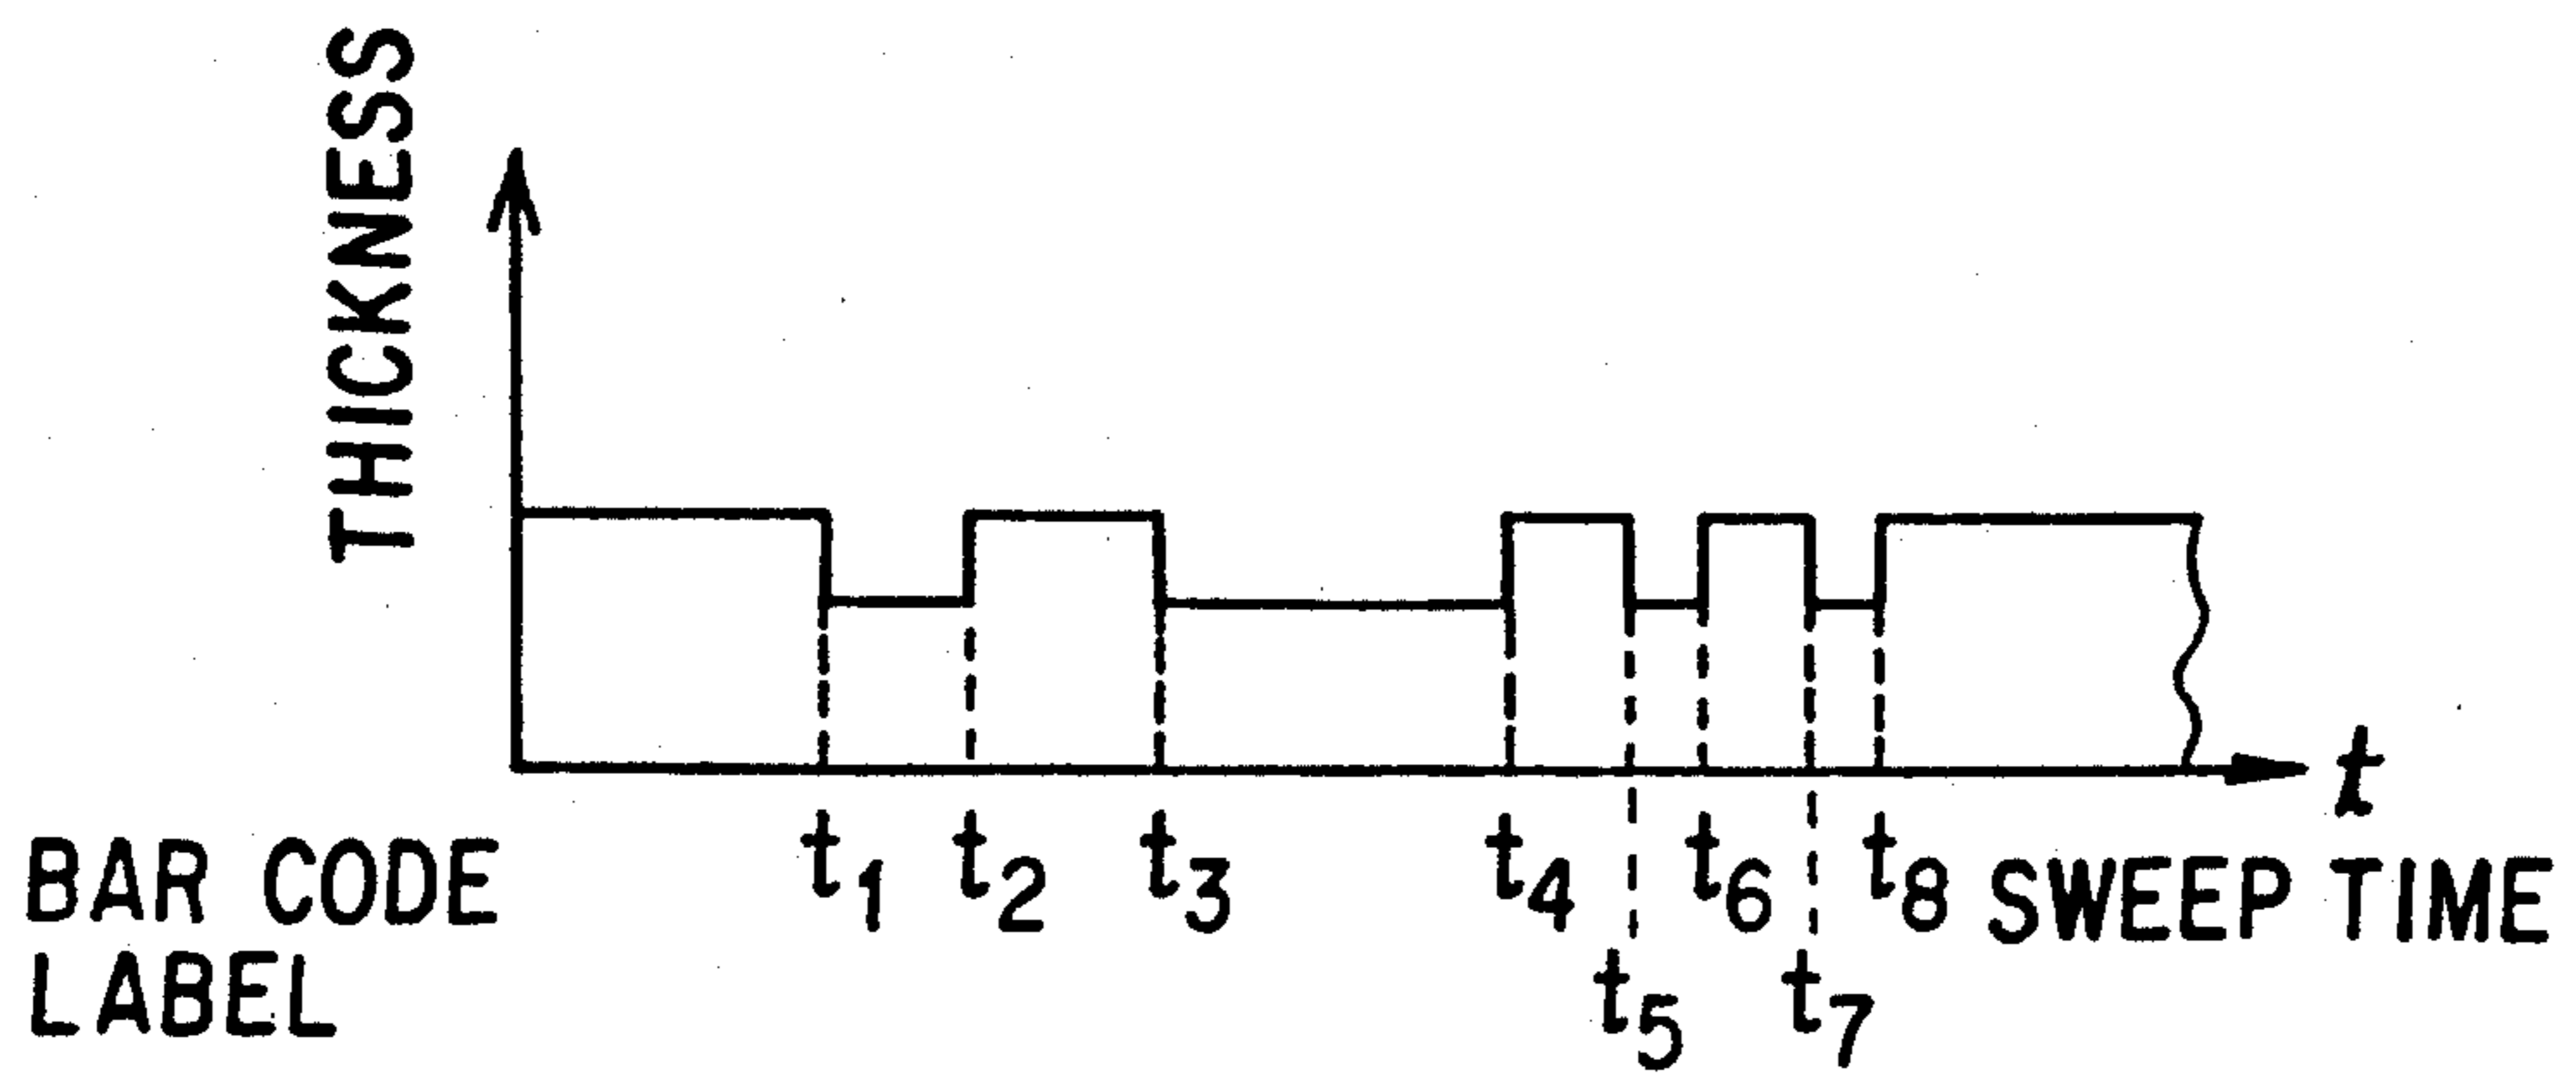 THICKNESS
t
BAR CODE
LABEL
t1 t2 t3 t4 t6 t8 SWEEP TIME
t5 t7